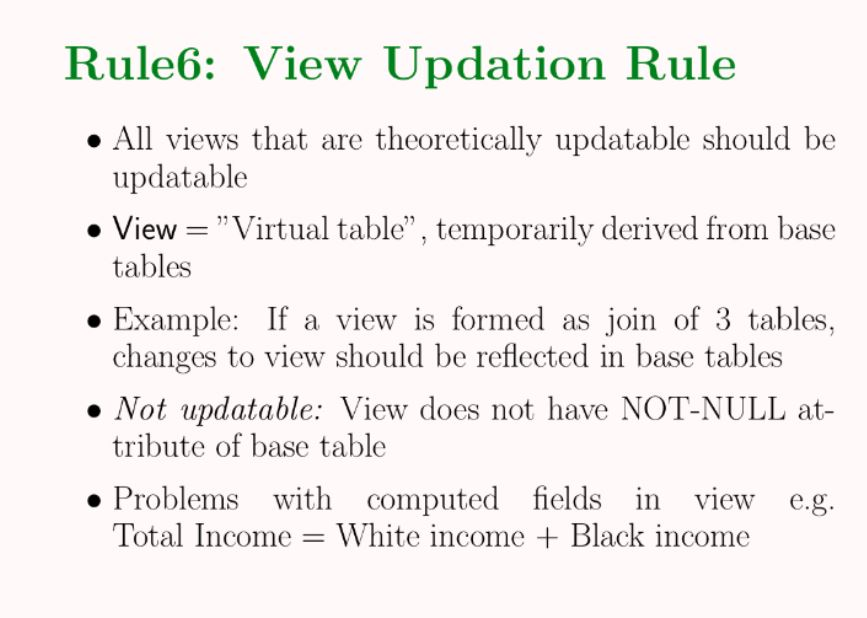 Rule6: View Updation Rule
• All views that are theoretically updatable should be
updatable
• View = ”Virtual table”, temporarily derived from base
tables
• Example: If a view is formed as join of 3 tables,
changes to view should be reflected in base tables
• Not updatable: View does not have NOT-NULL at-
tribute of base table
• Problems with computed fields in view e.g.
Total Income = White income + Black income